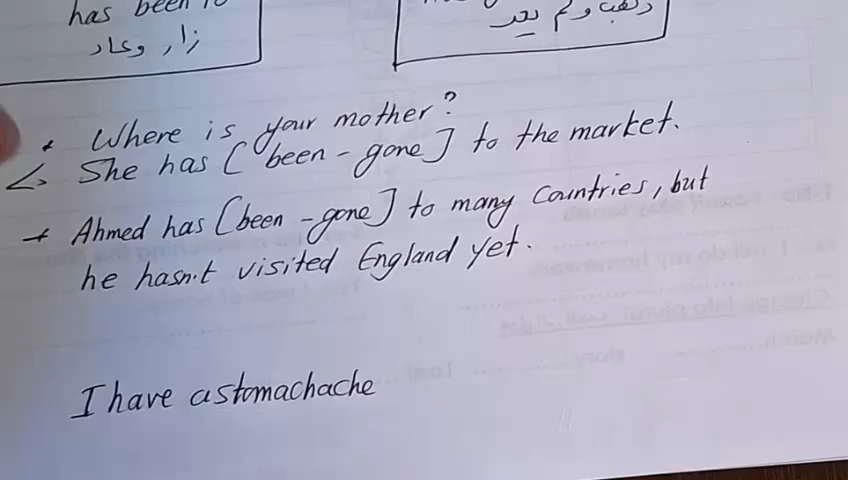 has been to
زار وعاد
ذهب ولم يعد
* Where is your mother?
She has [been - gone] to the market.
+ Ahmed has [been - gone] to many Countries, but
he hasn't visited England yet.
I have a stomachache